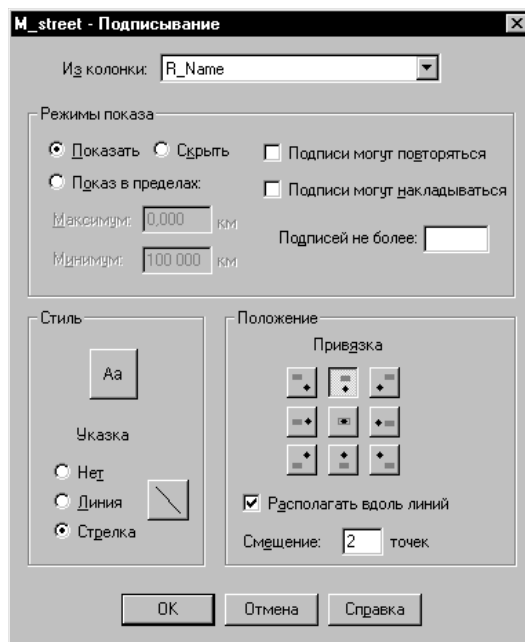 M_street - Подписывание
Из колонки: R_Name
Режимы показа
Показать Скрыть
Подписи могут повторяться
Показ в пределах:
Подписи могут накладываться
Максимум: 0,000 км
Подписей не более:
Минимум: 100 000 км
Стиль
Aa
Указка
Нет
Линия
Стрелка
Положение
Привязка
Располагать вдоль линий
Смещение: 2 точек
OK Отмена Справка